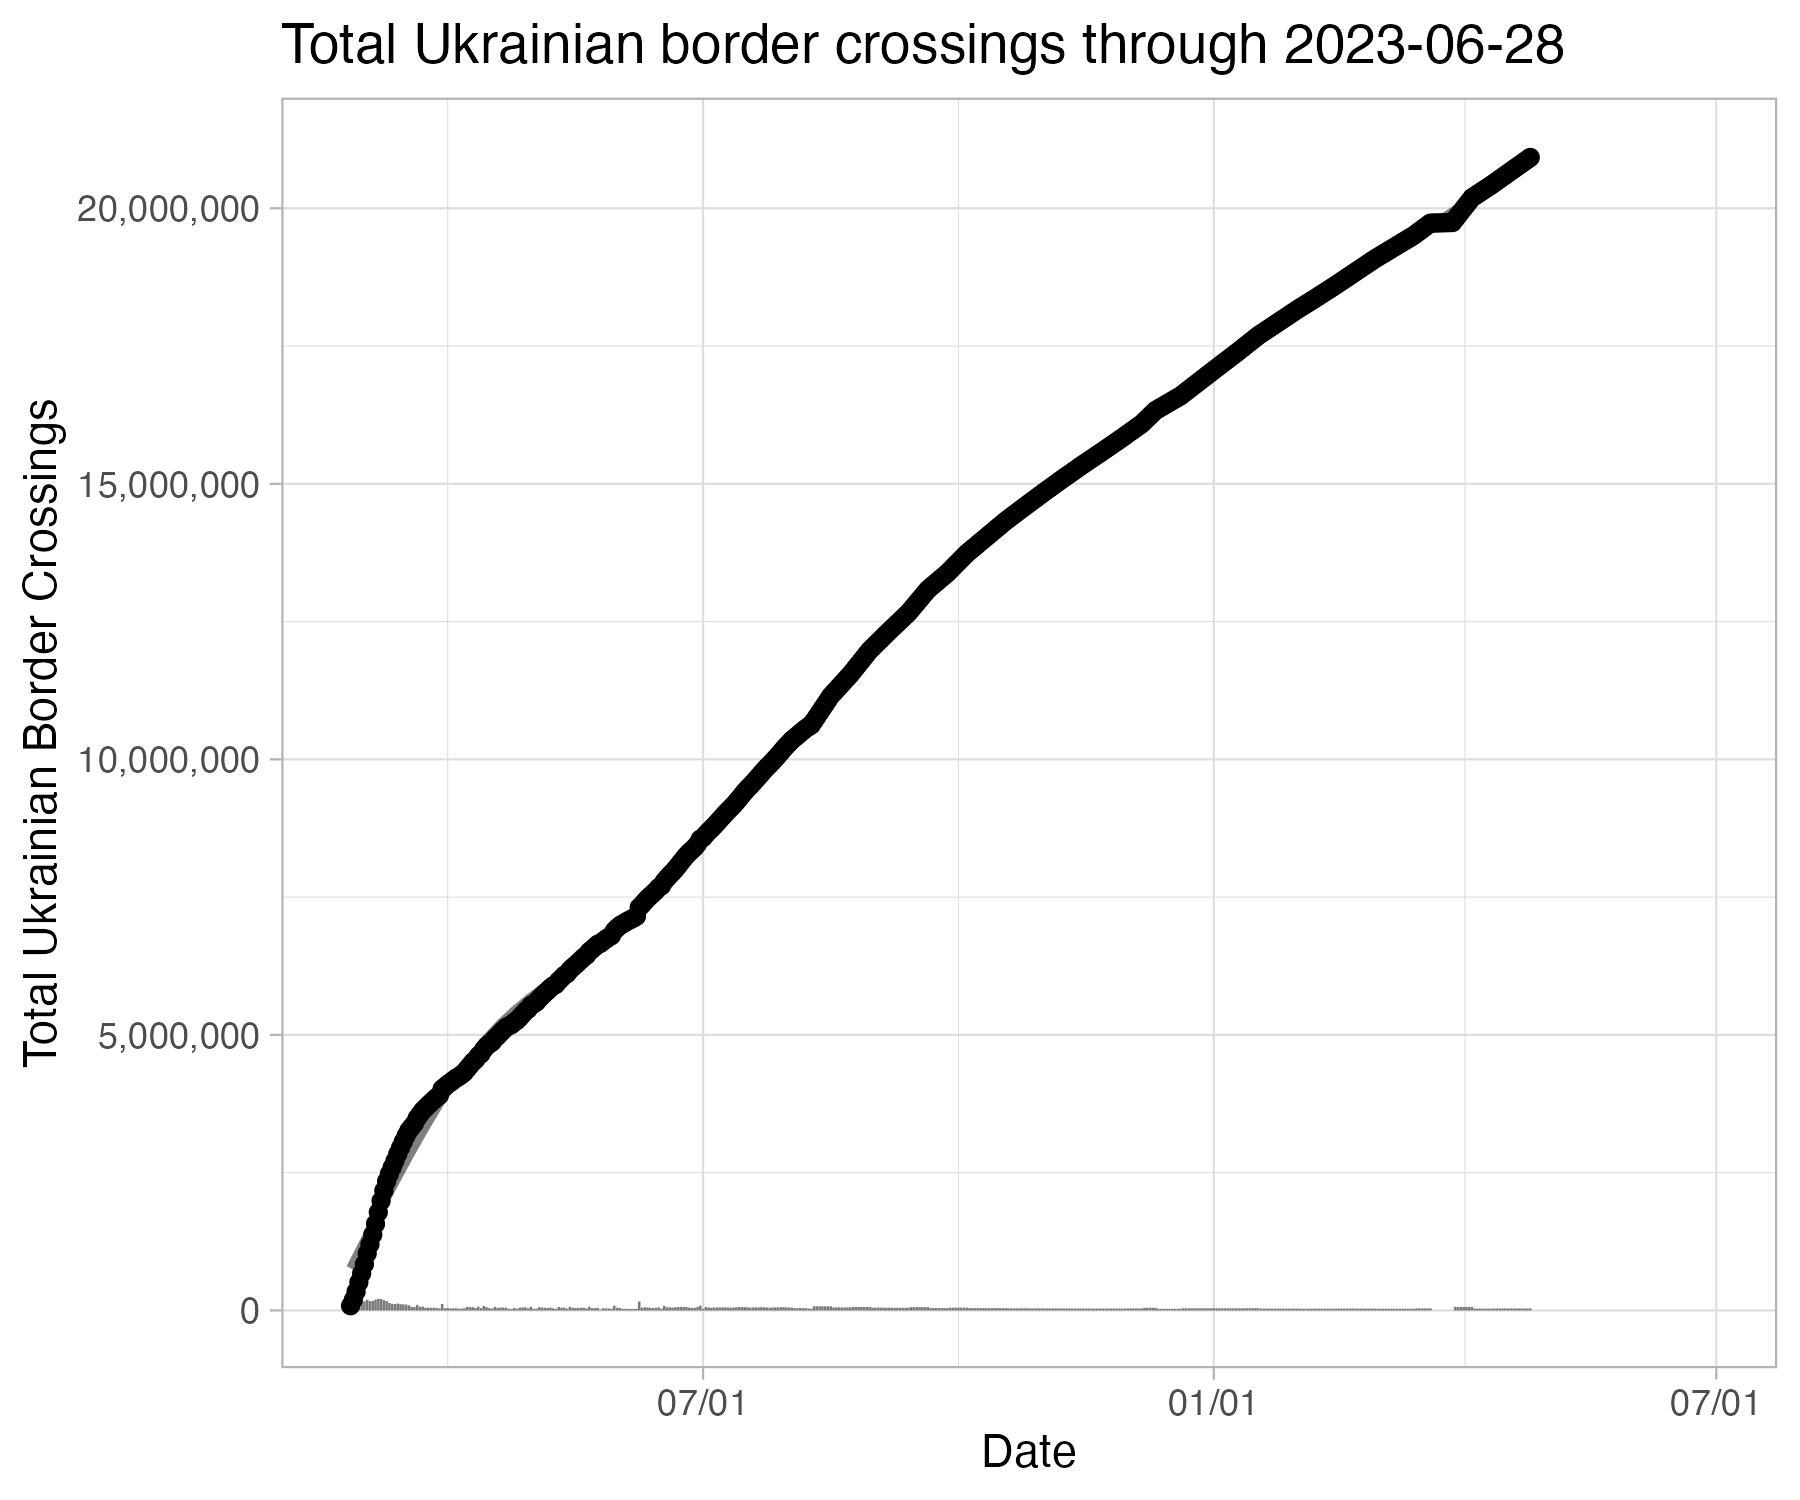 Total Ukrainian border crossings through 2023-06-28
Total Ukrainian Border Crossings
20,000,000
15,000,000
10,000,000
5,000,000
0
07/01
01/01
07/01
Date